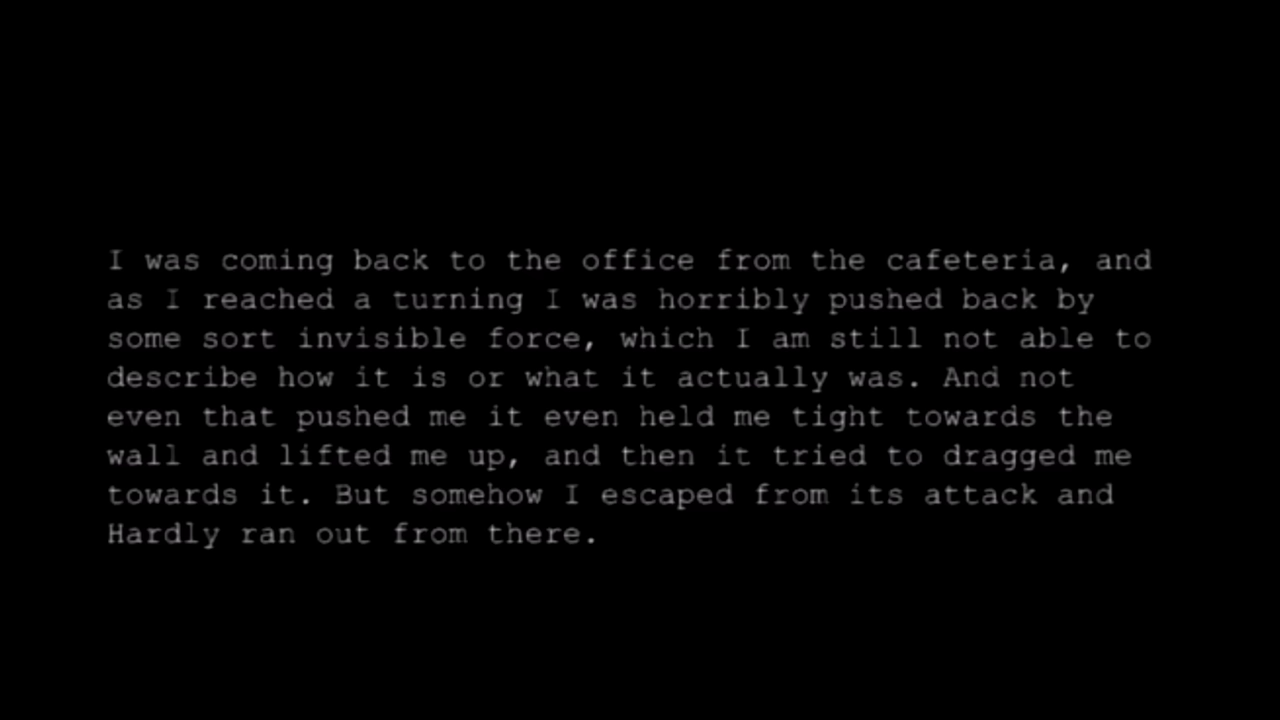 I was coming back to the office from the cafeteria, and
as I reached a turning I was horribly pushed back by
some sort invisible force, which I am still not able to
describe how it is or what it actually was. And not
even that pushed me it even held me tight towards the
wall and lifted me up, and then it tried to dragged me
towards it. But somehow I escaped from its attack and
Hardly ran out from there.